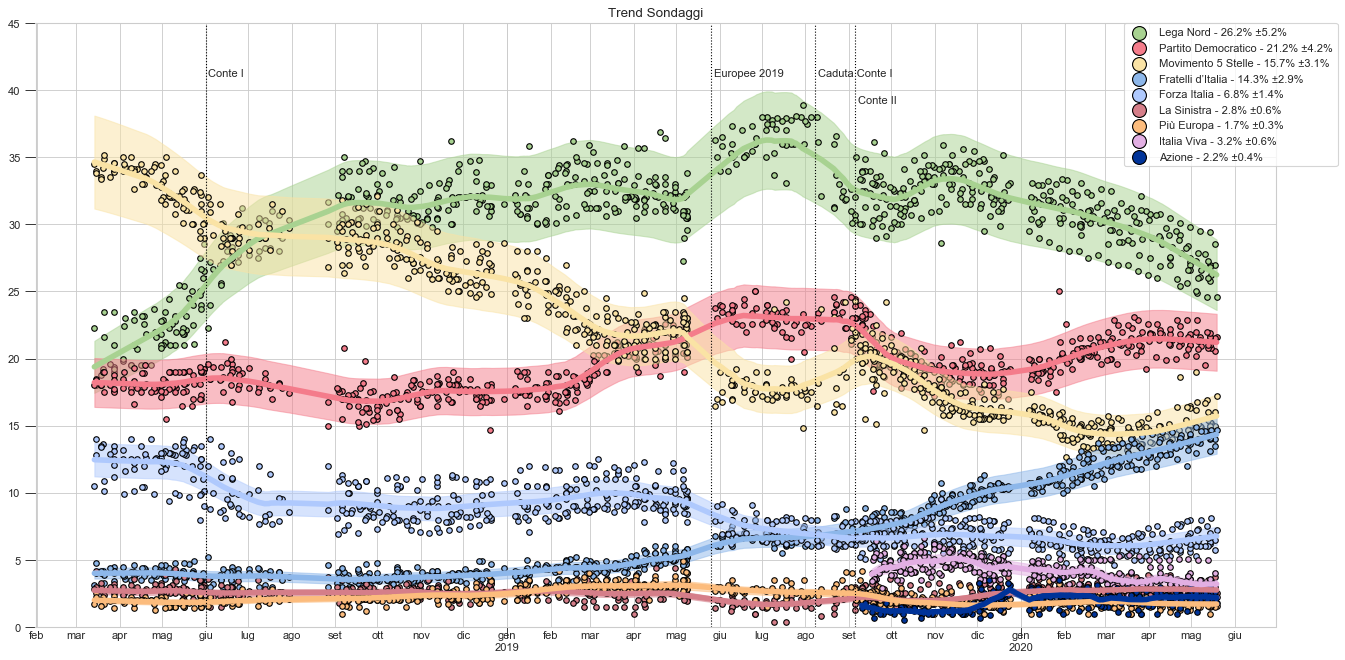 Trend Sondaggi
45
40
35
30
25
20
15
10
5
0
Conte I
Europee 2019
Caduta Conte I
Conte II
Lega Nord - 26.2% ±5.2%
Partito Democratico - 21.2% ±4.2%
Movimento 5 Stelle - 15.7% ±3.1%
Fratelli d'Italia - 14.3% ±2.9%
Forza Italia - 6.8% ±1.4%
La Sinistra - 2.8% ±0.6%
Più Europa - 1.7% ±0.3%
Italia Viva - 3.2% ±0.6%
Azione - 2.2% ±0.4%
feb mar apr mag giu lug ago set ott nov dic gen feb mar apr mag giu lug ago set ott nov dic gen feb mar apr mag giu
2019 2020